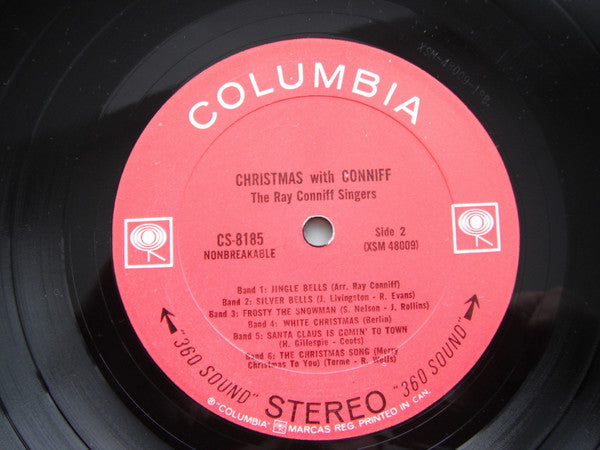 COLUMBIA
CHRISTMAS with CONNIFF
The Ray Conniff Singers
CS-8185
NONBREAKABLE
Side 2
(XSM 48009)
Band 1: JINGLE BELLS (Arr. Ray Conniff)
Band 2: SILVER BELLS (J. Livingston - R. Evans)
Band 3: FROSTY THE SNOWMAN (S. Nelson - J. Rollins)
Band 4: WHITE CHRISTMAS (Berlin)
Band 5: SANTA CLAUS IS COMIN' TO TOWN
(H. Gillespie - Coots)
Band 6: THE CHRISTMAS SONG (Merry
Christmas To You) (Torme - R. Wells)
"360 SOUND" STEREO "360 SOUND"
℗ "COLUMBIA" MARCAS REG. PRINTED IN CAN.